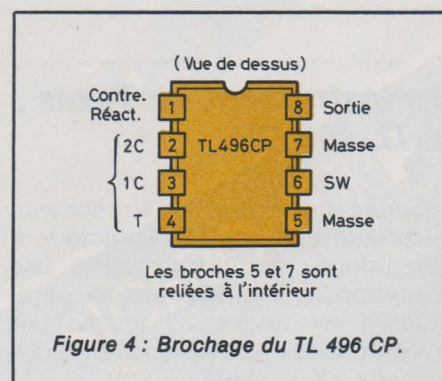 (Vue de dessus)
Contre.
Réact.
1
8
Sortie
2C
2
TL496CP
7
Masse
1C
3
6
SW
T
4
5
Masse
Les broches 5 et 7 sont
reliées à l'intérieur
Figure 4 : Brochage du TL 496 CP.